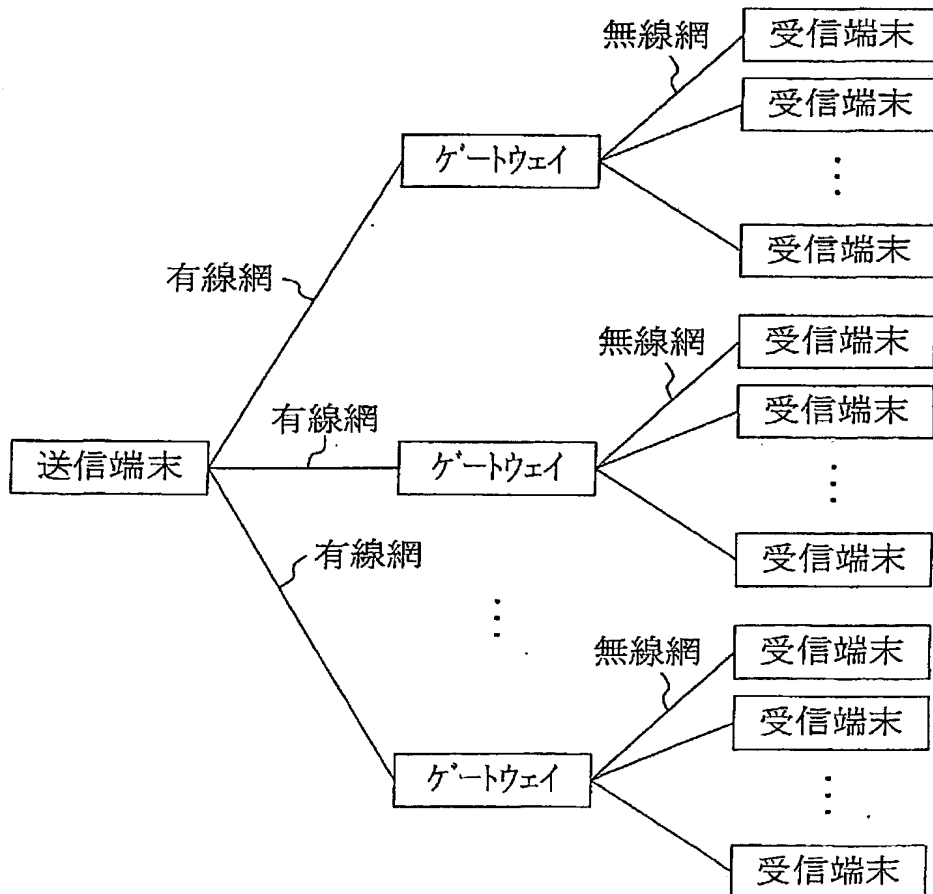 無線網
受信端末
受信端末
ゲートウェイ
⋮
受信端末
有線網
無線網
受信端末
有線網
受信端末
送信端末
ゲートウェイ
⋮
受信端末
有線網
⋮
無線網
受信端末
受信端末
ゲートウェイ
⋮
受信端末